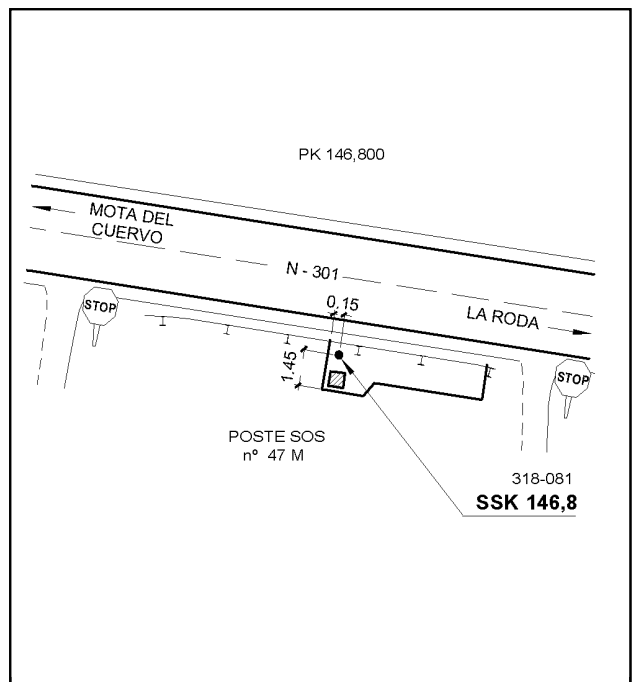 PK 146,800
MOTA DEL
CUERVO
N - 301
0.15
LA RODA
STOP
STOP
1.45
POSTE SOS
nº 47 M
318-081
SSK 146,8